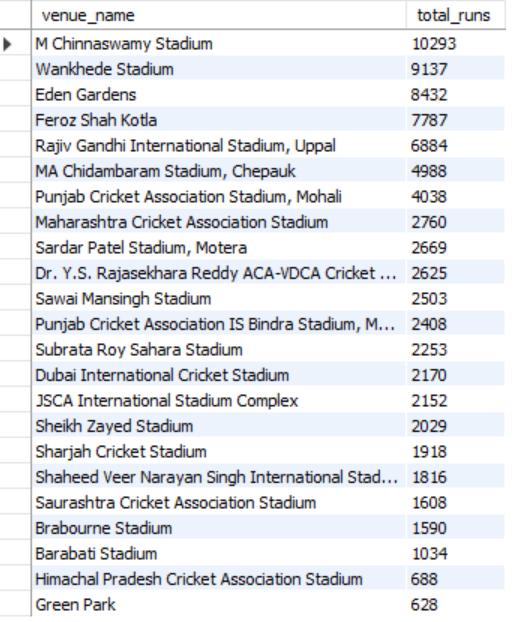 venue_name total_runs
M Chinnaswamy Stadium 10293
Wankhede Stadium 9137
Eden Gardens 8432
Feroz Shah Kotla 7787
Rajiv Gandhi International Stadium, Uppal 6884
MA Chidambaram Stadium, Chepauk 4988
Punjab Cricket Association Stadium, Mohali 4038
Maharashtra Cricket Association Stadium 2760
Sardar Patel Stadium, Motera 2669
Dr. Y.S. Rajasekhara Reddy ACA-VDCA Cricket ... 2625
Sawai Mansingh Stadium 2503
Punjab Cricket Association IS Bindra Stadium, M... 2408
Subrata Roy Sahara Stadium 2253
Dubai International Cricket Stadium 2170
JSCA International Stadium Complex 2152
Sheikh Zayed Stadium 2029
Sharjah Cricket Stadium 1918
Shaheed Veer Narayan Singh International Stad... 1816
Saurashtra Cricket Association Stadium 1608
Brabourne Stadium 1590
Barabati Stadium 1034
Himachal Pradesh Cricket Association Stadium 688
Green Park 628